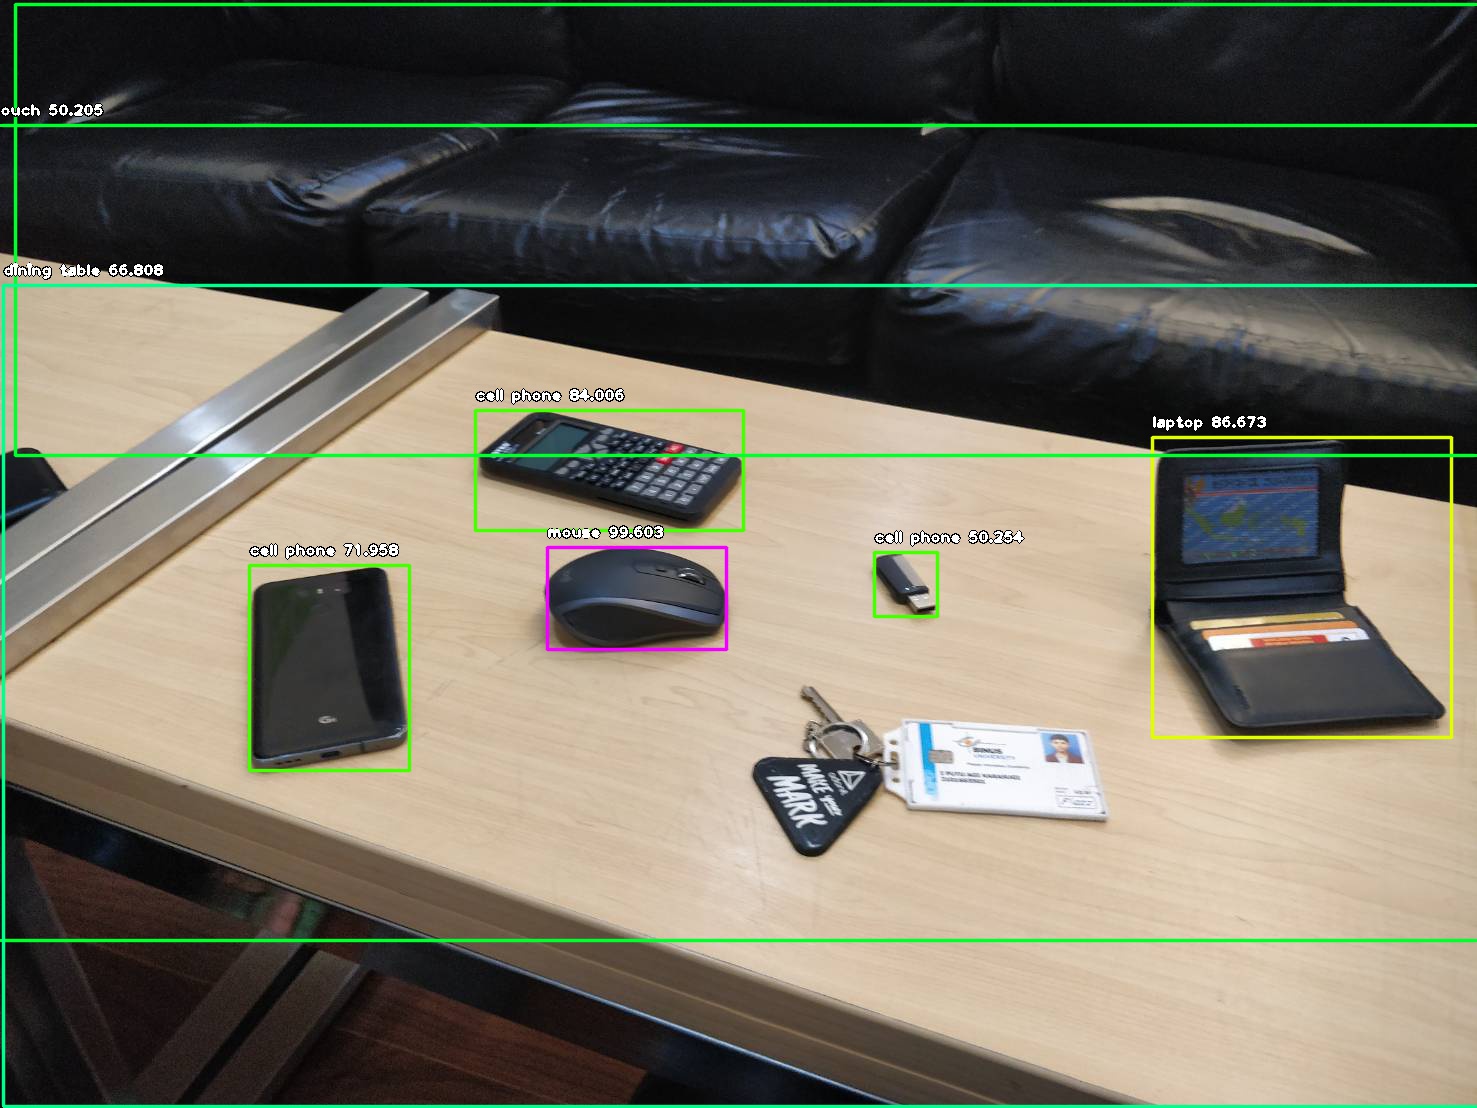 ouch 50.205
dining table 66.808
cell phone 84.006
laptop 86.673
mouse 99.603
cell phone 50.254
cell phone 71.958
G6
BINUS
UNIVERSITY
MAKE your
MARK